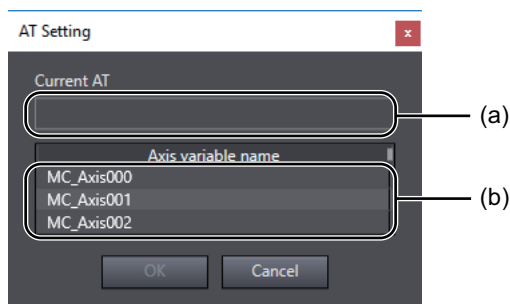 AT Setting
x
Current AT
(a)
Axis variable name
MC_Axis000
MC_Axis001
MC_Axis002
(b)
OK
Cancel